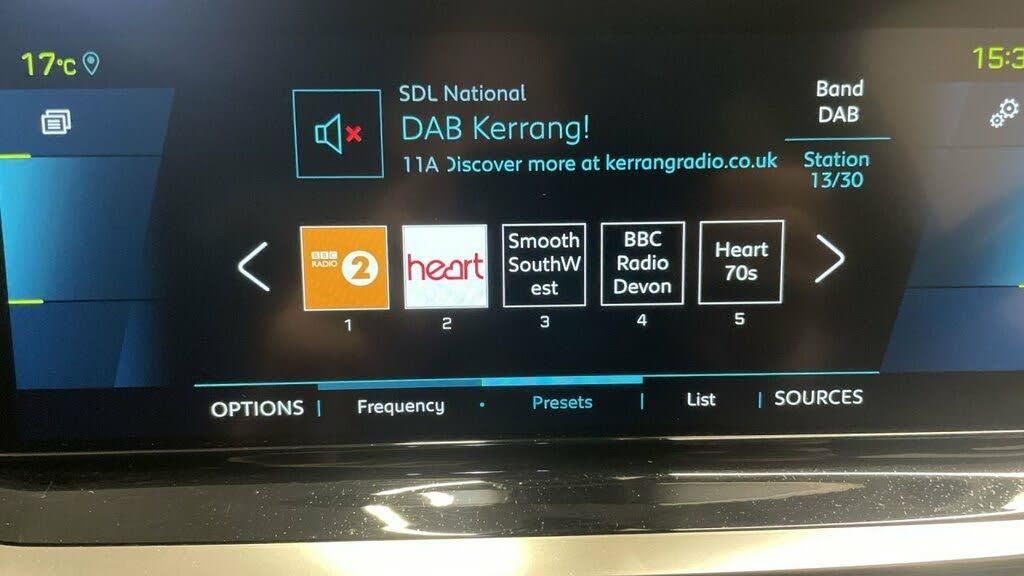 17°C
15:3
SDL National
DAB Kerrang!
11A Discover more at kerrangradio.co.uk
Band
DAB
Station
13/30
BBC
RADIO
2
heart
Smooth
SouthW
est
BBC
Radio
Devon
Heart
70s
1
2
3
4
5
OPTIONS | Frequency • Presets | List | SOURCES